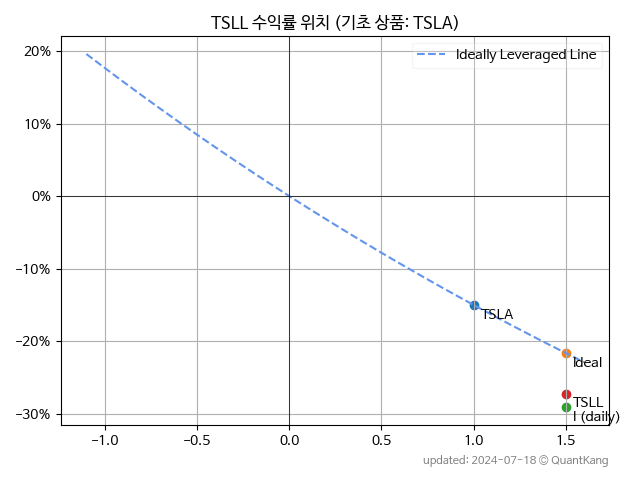 TSLL 수익률 위치 (기초 상품: TSLA)
Ideally Leveraged Line
20%
10%
0%
−10%
−20%
−30%
TSLA
Ideal
TSLL
I (daily)
−1.0 −0.5 0.0 0.5 1.0 1.5
updated: 2024-07-18 © QuantKang